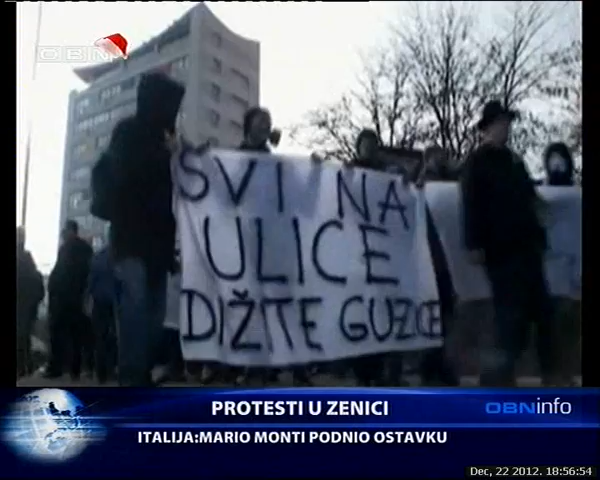 OBN
SVI NA
ULICE
DIŽITE GUZICE
PROTESTI U ZENICI
OBNinfo
ITALIJA:MARIO MONTI PODNIO OSTAVKU
Dec, 22 2012. 18:56:54